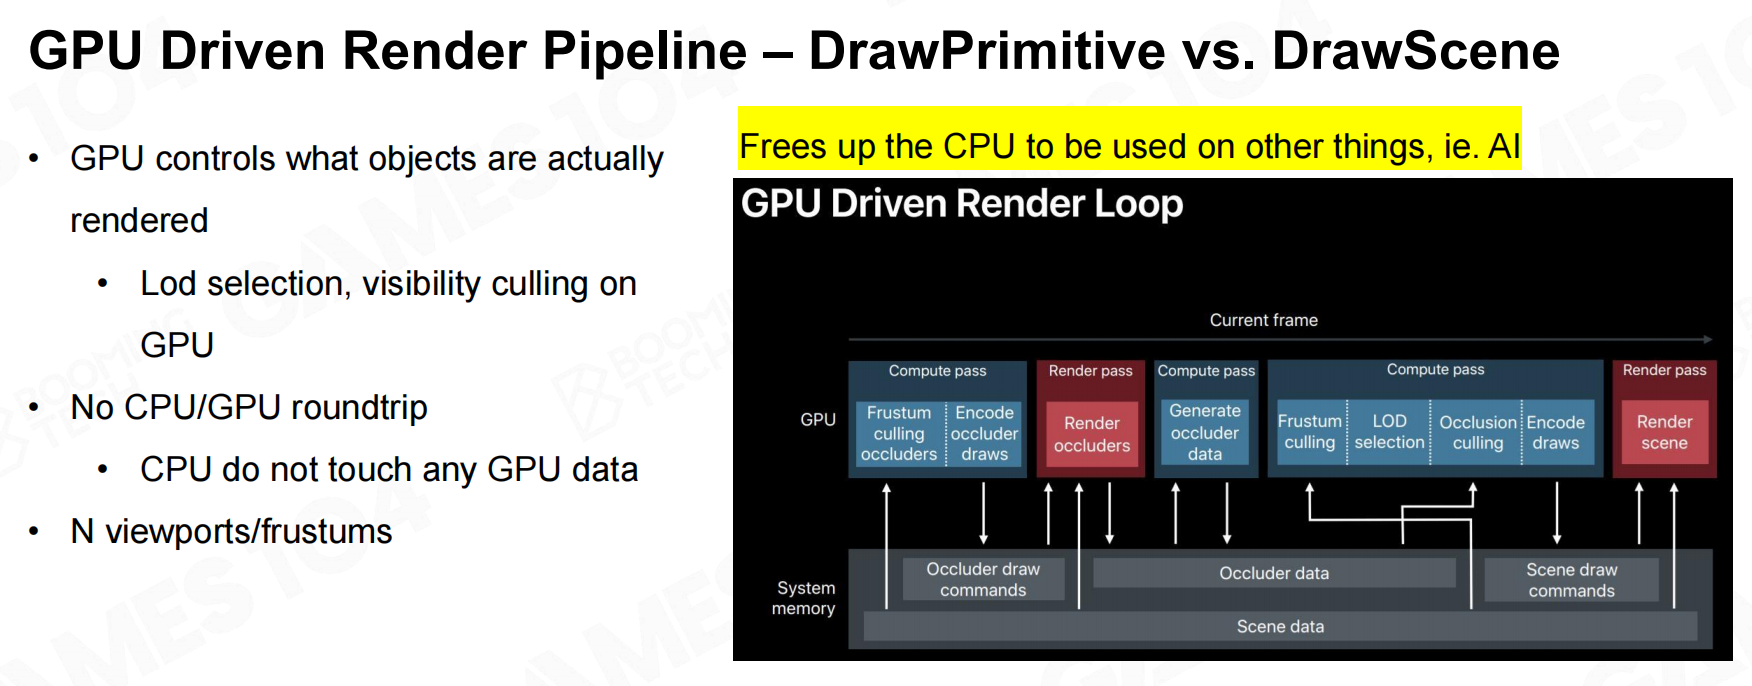 GPU Driven Render Pipeline – DrawPrimitive vs. DrawScene
• GPU controls what objects are actually
rendered
• Lod selection, visibility culling on
GPU
• No CPU/GPU roundtrip
• CPU do not touch any GPU data
• N viewports/frustums
Frees up the CPU to be used on other things, ie. AI
GPU Driven Render Loop
Current frame
GPU
Compute pass
Frustum
culling
occluders
Encode
occluder
draws
Render pass
Render
occluders
Compute pass
Generate
occluder
data
Compute pass
Frustum
culling
LOD
selection
Occlusion
culling
Encode
draws
Render pass
Render
scene
System
memory
Occluder draw
commands
Occluder data
Scene draw
commands
Scene data
GAMES 104
BOOMING
TECH